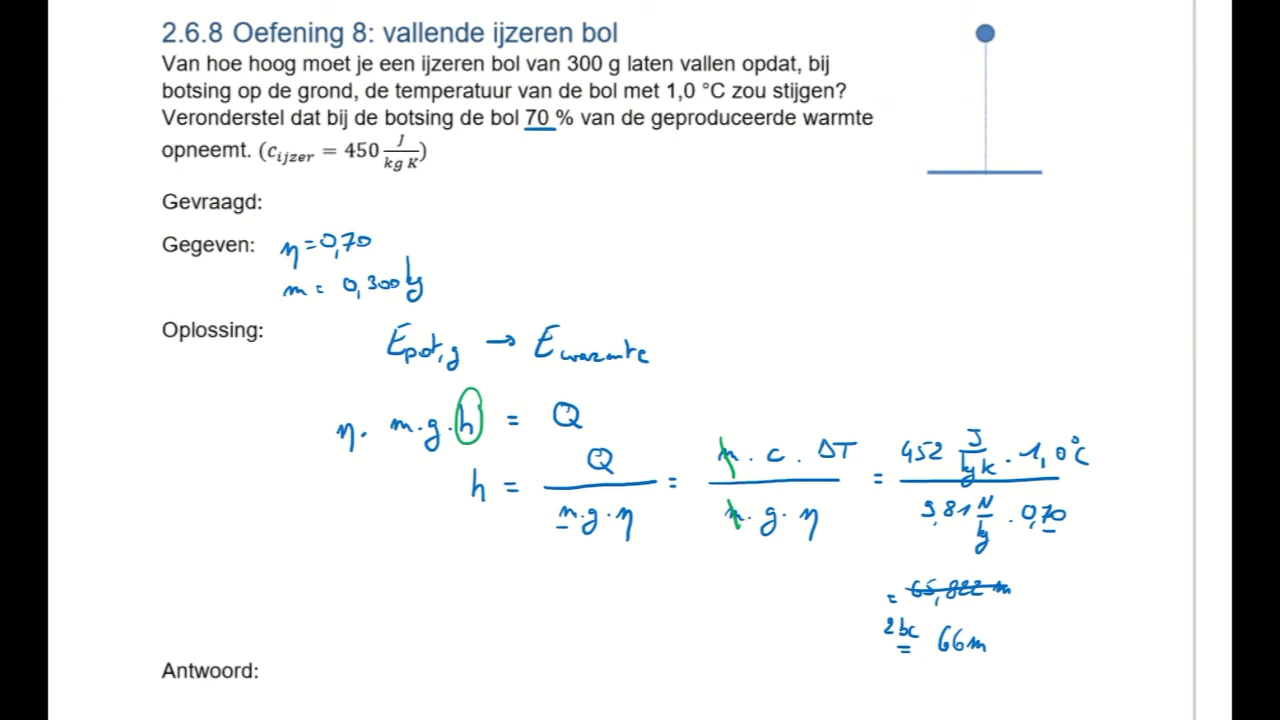 2.6.8 Oefening 8: vallende ijzeren bol
Van hoe hoog moet je een ijzeren bol van 300 g laten vallen opdat, bij
botsing op de grond, de temperatuur van de bol met 1,0 °C zou stijgen?
Veronderstel dat bij de botsing de bol 70 % van de geproduceerde warmte
opneemt. (c_ijzer = 450 J/(kg K))
Gevraagd:
Gegeven: η = 0,70
m = 0,300 kg
Oplossing: E_pot,g → E_warmte
η . m.g.h = Q
h = Q / (m.g.η) = (m . c . ΔT) / (m . g . η) = (452 J/(kg K) . 1,0°C) / (9,81 N/kg . 0,70)
= 65,822 m
2bc = 66 m
Antwoord: